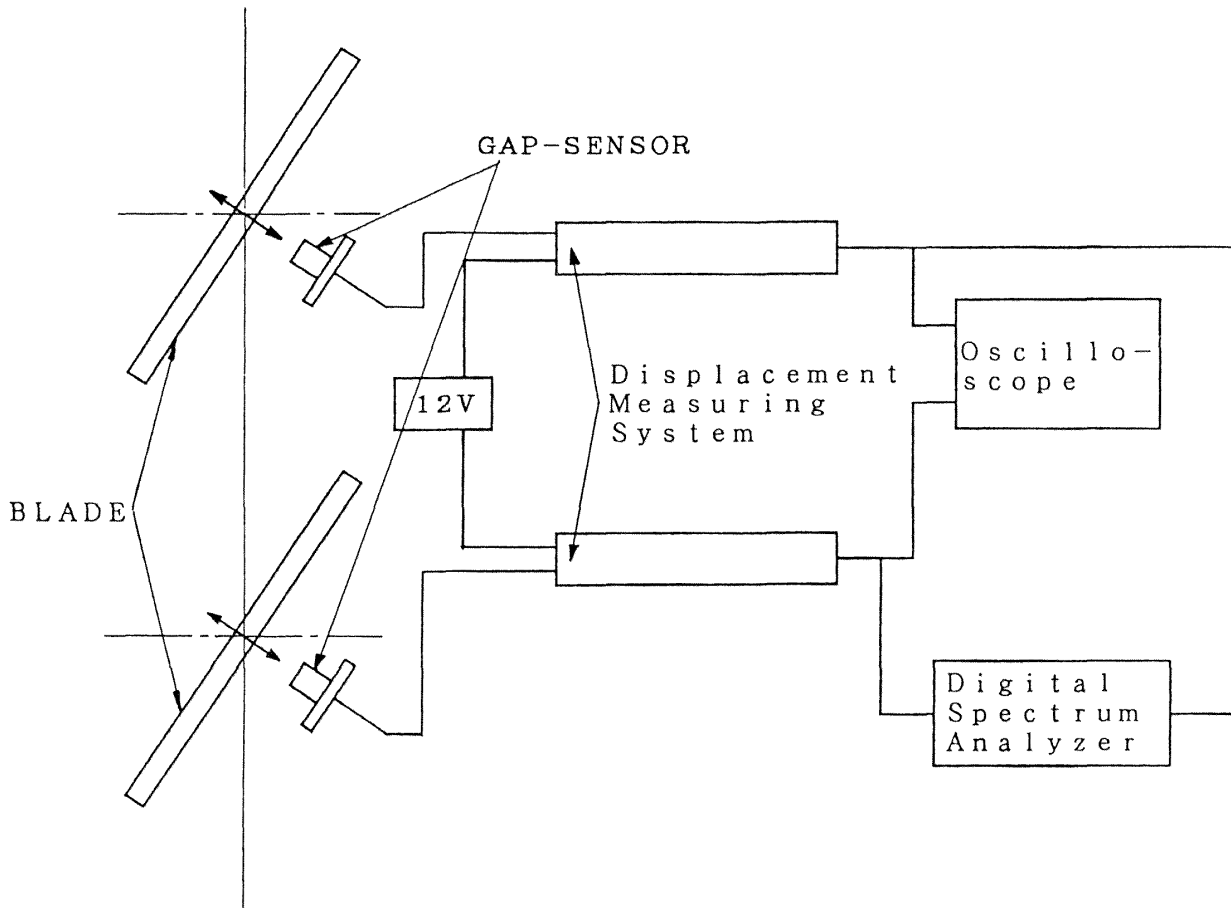 GAP-SENSOR
Oscillo-
scope
Displacement
Measuring
System
12V
BLADE
Digital
Spectrum
Analyzer